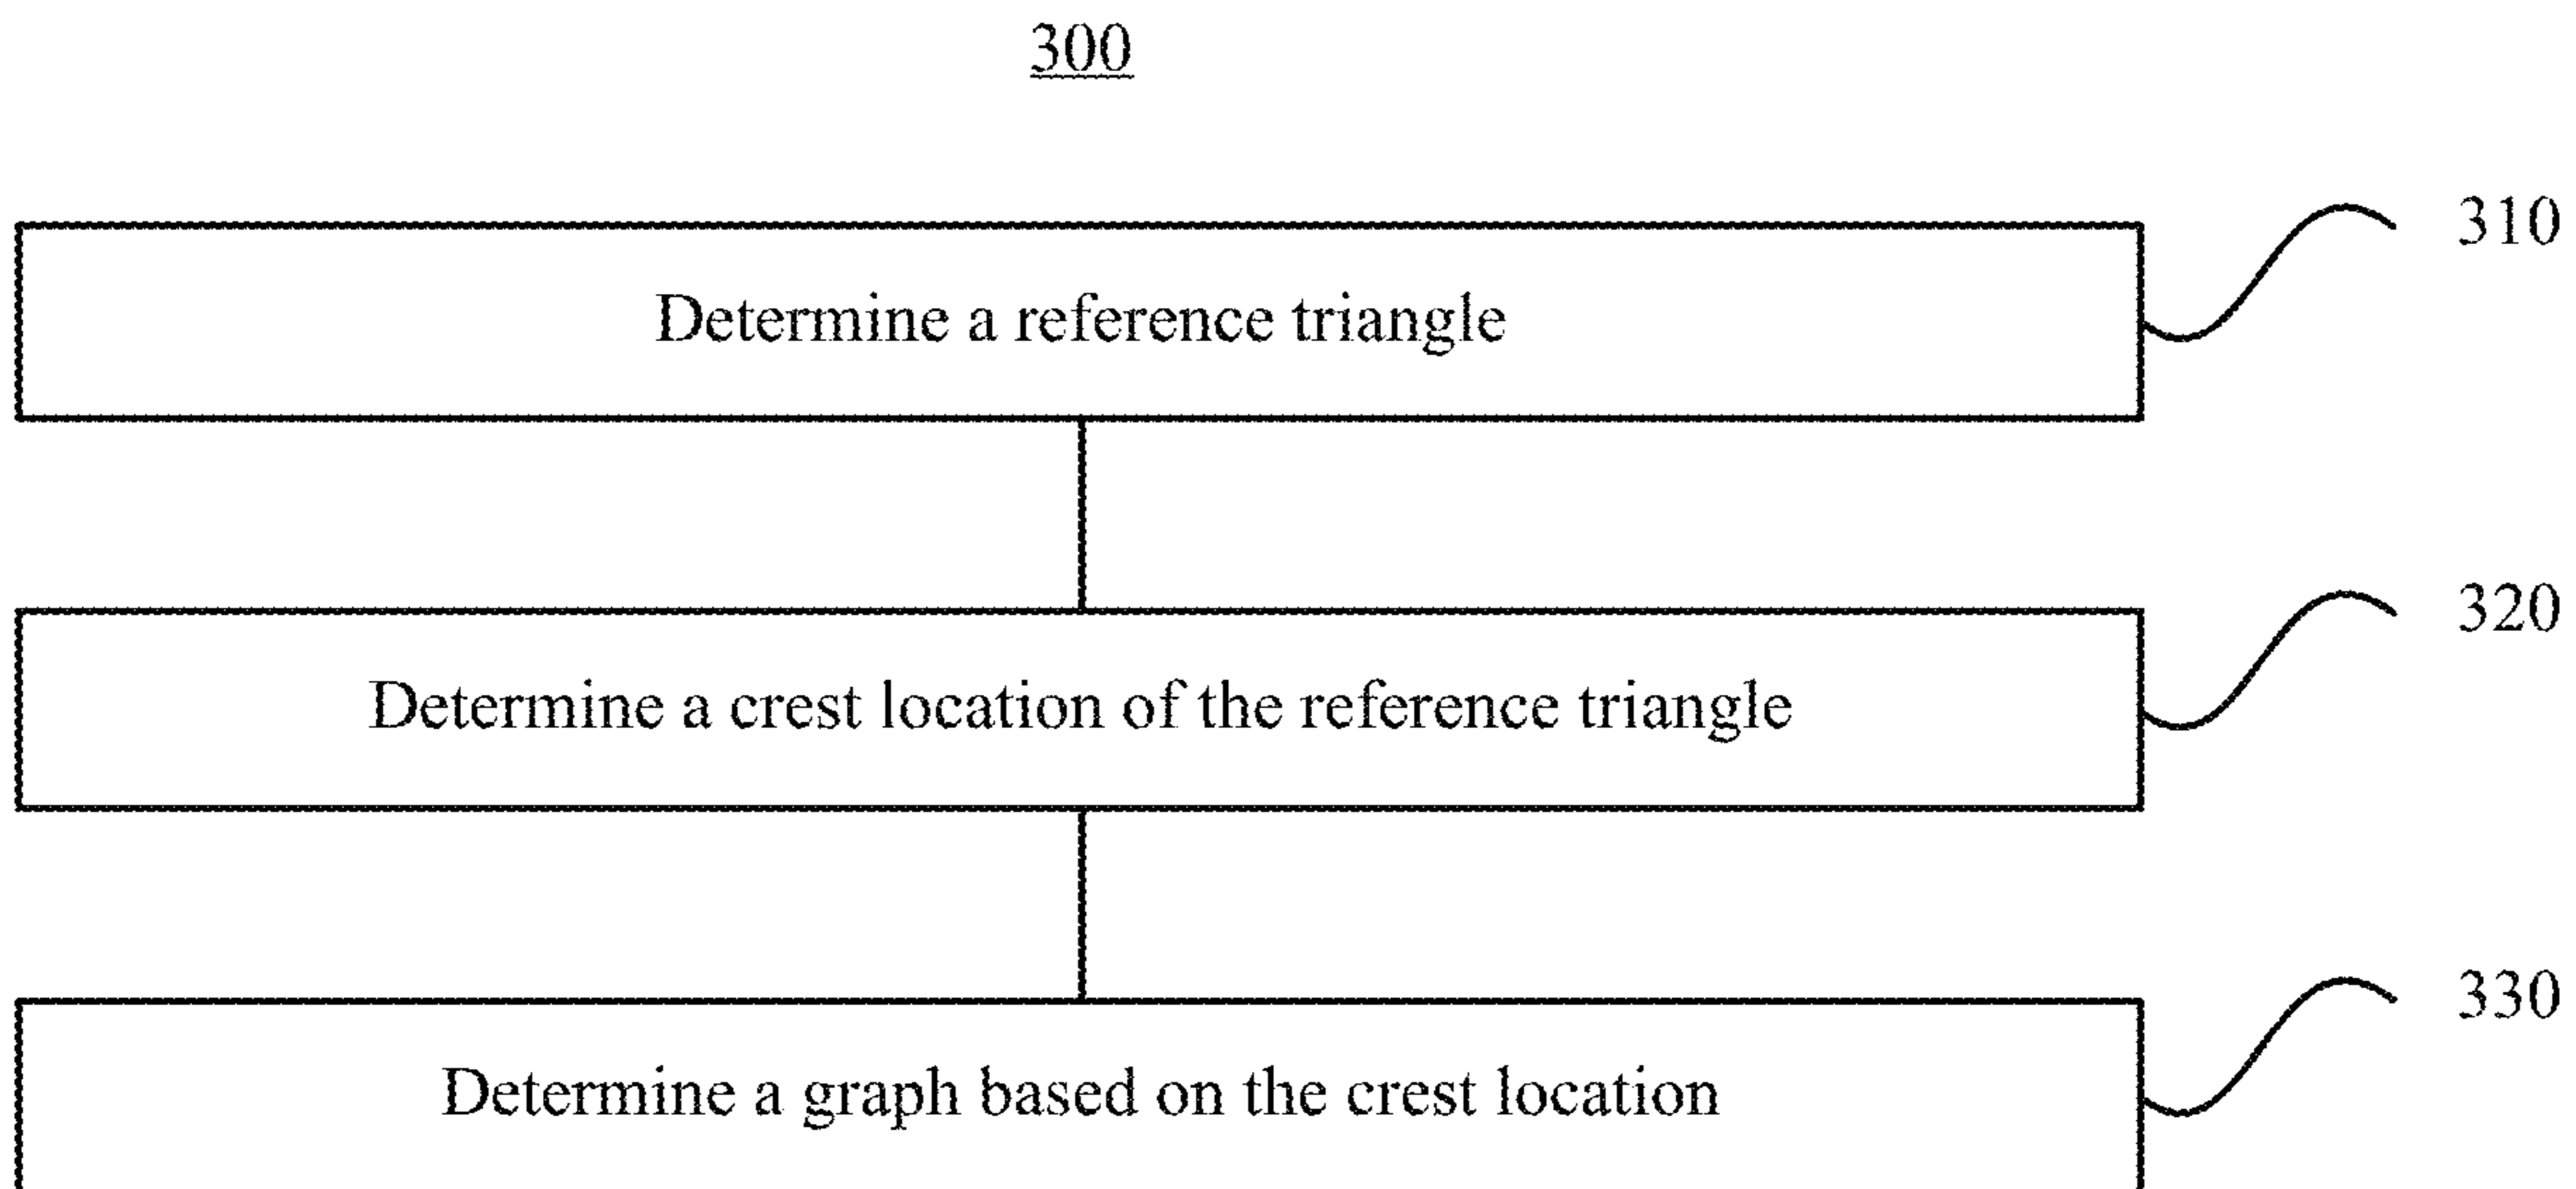 300
310
Determine a reference triangle
320
Determine a crest location of the reference triangle
330
Determine a graph based on the crest location